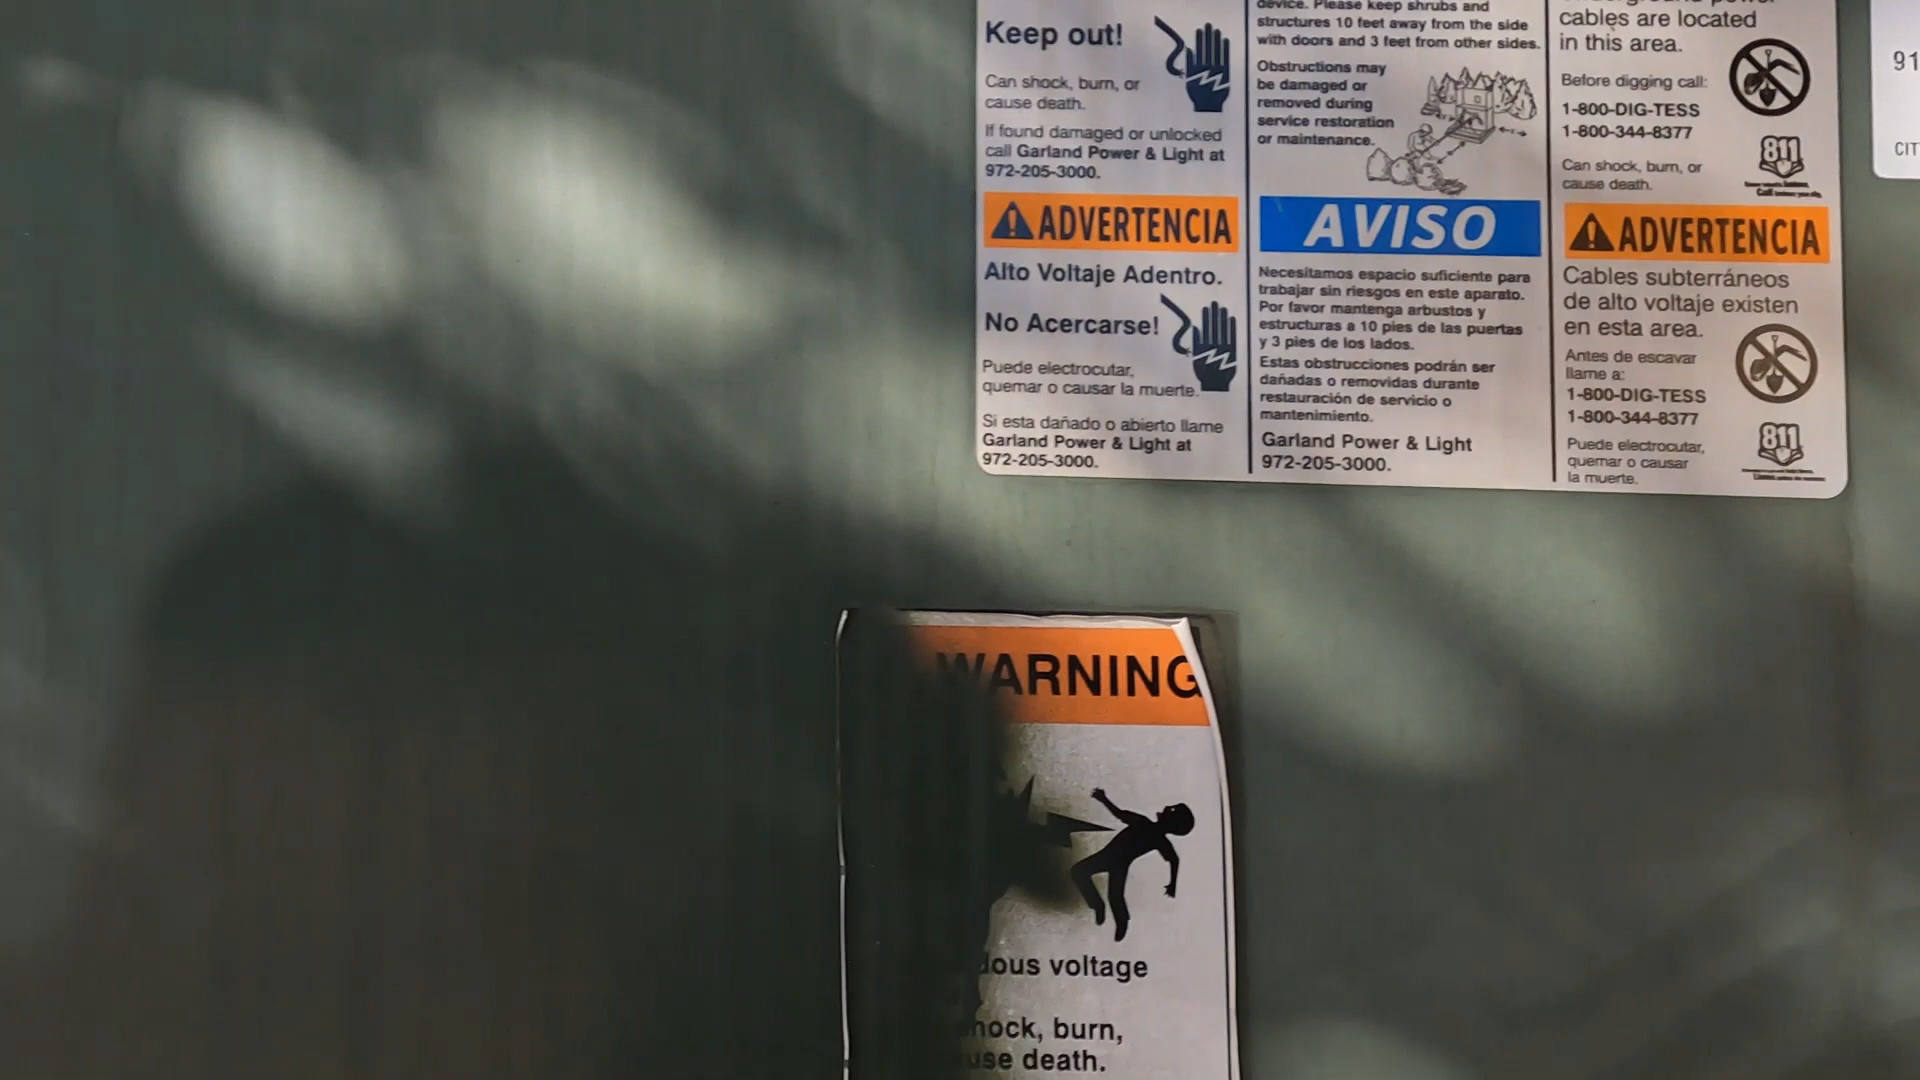 Keep out!
Can shock, burn, or
cause death.
If found damaged or unlocked
call Garland Power & Light at
972-205-3000.
ADVERTENCIA
Alto Voltaje Adentro.
No Acercarse!
Puede electrocutar,
quemar o causar la muerte.
Si esta dañado o abierto llame
Garland Power & Light at
972-205-3000.
device. Please keep shrubs and
structures 10 feet away from the side
with doors and 3 feet from other sides.
Obstructions may
be damaged or
removed during
service restoration
or maintenance.
AVISO
Necesitamos espacio suficiente para
trabajar sin riesgos en este aparato.
Por favor mantenga arbustos y
estructuras a 10 pies de las puertas
y 3 pies de los lados.
Estas obstrucciones podrán ser
dañadas o removidas durante
restauración de servicio o
mantenimiento.
Garland Power & Light
972-205-3000.
cables are located
in this area.
Before digging call:
1-800-DIG-TESS
1-800-344-8377
811
Can shock, burn, or
cause death.
ADVERTENCIA
Cables subterráneos
de alto voltaje existen
en esta area.
Antes de escavar
llame a:
1-800-DIG-TESS
1-800-344-8377
811
Puede electrocutar,
quemar o causar
la muerte.
91
CIT
WARNING
dous voltage
hock, burn,
use death.